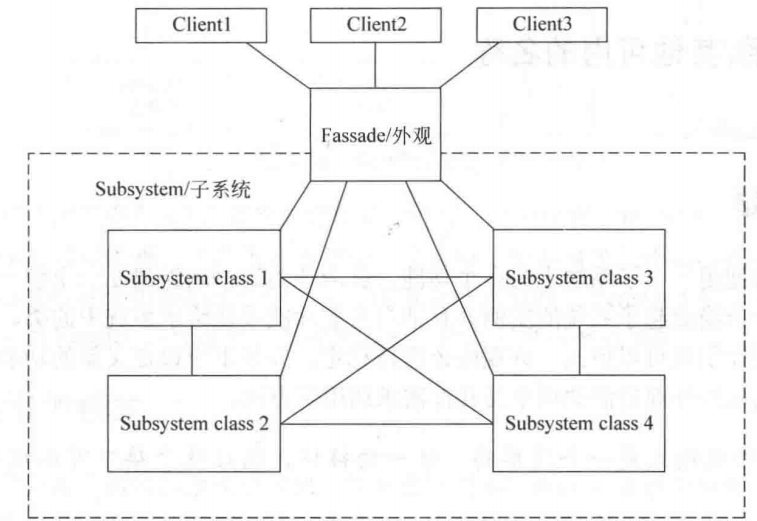 Client1
Client2
Client3
Fassade/外观
Subsystem/子系统
Subsystem class 1
Subsystem class 3
Subsystem class 2
Subsystem class 4